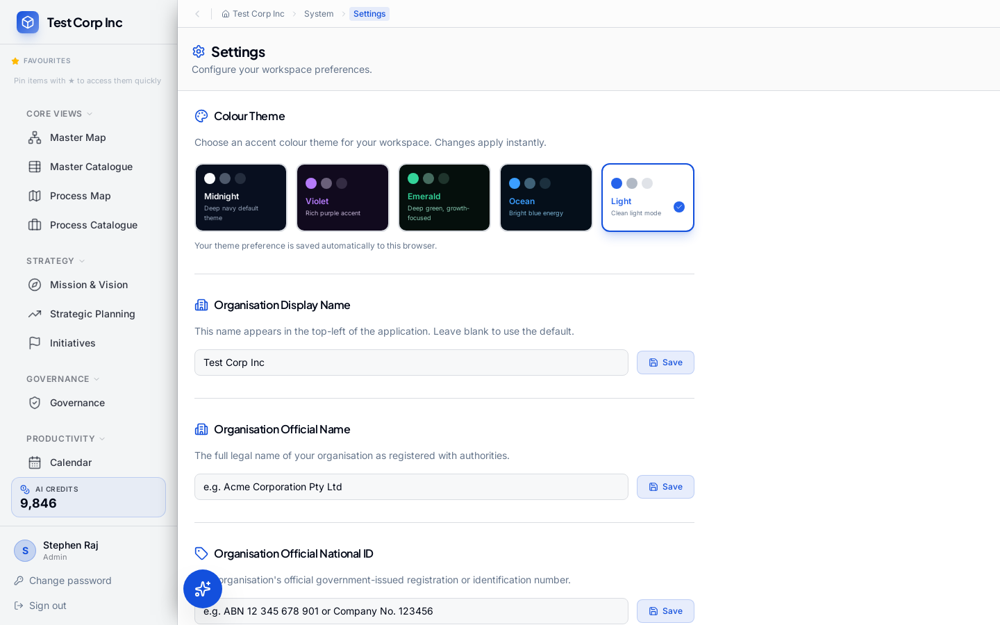 Test Corp Inc
FAVOURITES
Pin items with ★ to access them quickly
CORE VIEWS
Master Map
Master Catalogue
Process Map
Process Catalogue
STRATEGY
Mission & Vision
Strategic Planning
Initiatives
GOVERNANCE
Governance
PRODUCTIVITY
Calendar
AI CREDITS
9,846
S
Stephen Raj
Admin
Change password
Sign out
Test Corp Inc
System
Settings
Settings
Configure your workspace preferences.
Colour Theme
Choose an accent colour theme for your workspace. Changes apply instantly.
Midnight
Deep navy default
theme
Violet
Rich purple accent
Emerald
Deep green, growth-
focused
Ocean
Bright blue energy
Light
Clean light mode
Your theme preference is saved automatically to this browser.
Organisation Display Name
This name appears in the top-left of the application. Leave blank to use the default.
Test Corp Inc
Save
Organisation Official Name
The full legal name of your organisation as registered with authorities.
e.g. Acme Corporation Pty Ltd
Save
Organisation Official National ID
organisation's official government-issued registration or identification number.
e.g. ABN 12 345 678 901 or Company No. 123456
Save